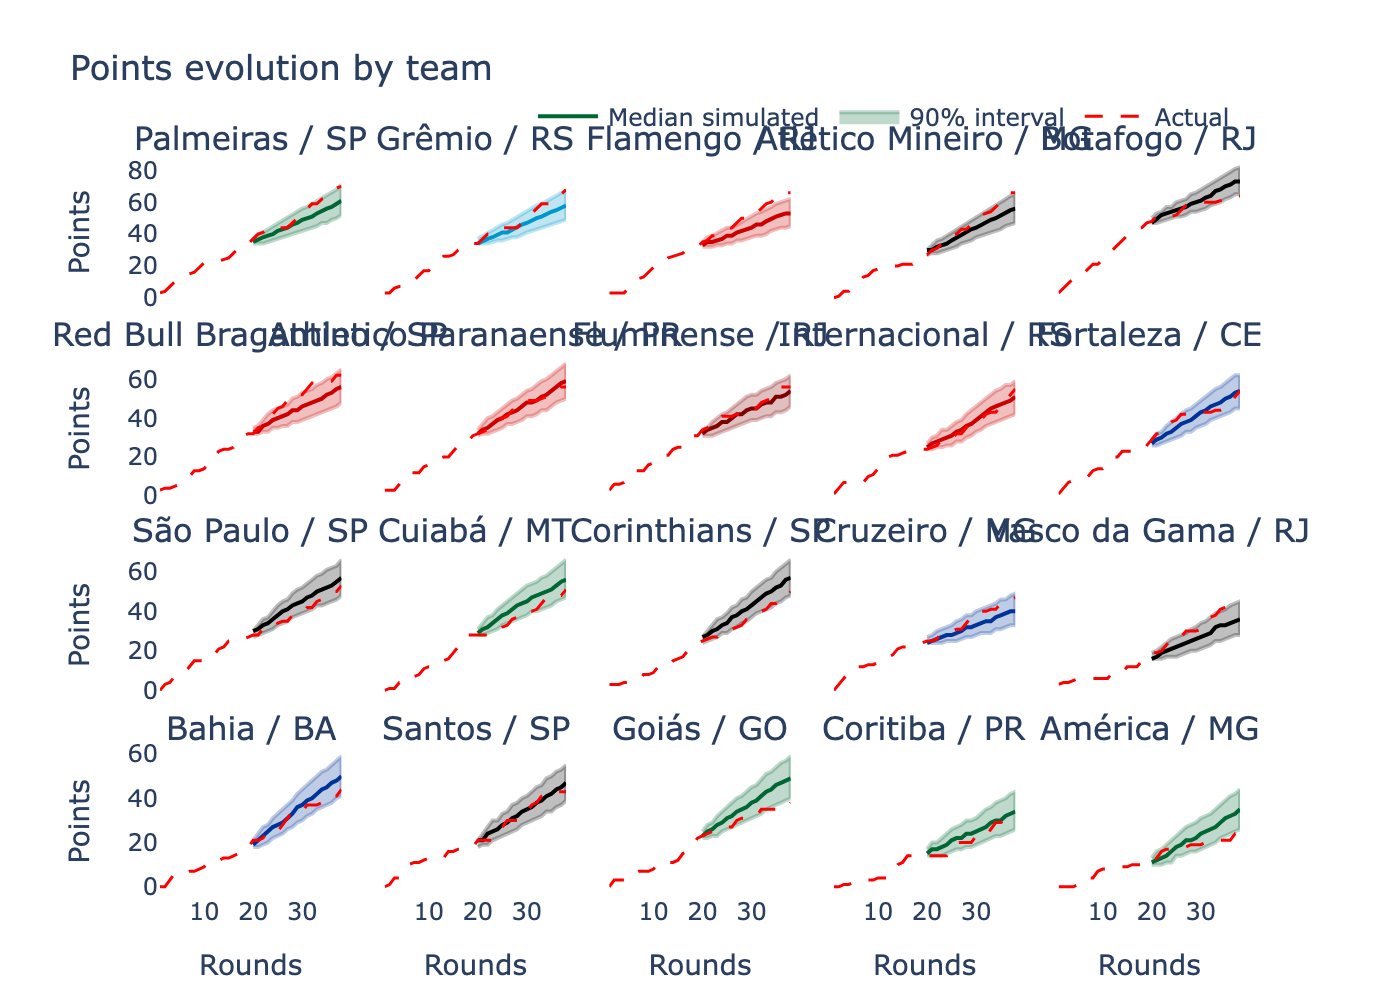 Points evolution by team
Median simulated 90% interval Actual
Palmeiras / SP Grêmio / RS Flamengo / RJ Atlético Mineiro / MG Botafogo / RJ
80
60
40
20
0
Points
Red Bull Bragantino / SP Athletico Paranaense / PR Fluminense / RJ Internacional / RS Fortaleza / CE
60
40
20
0
Points
São Paulo / SP Cuiabá / MT Corinthians / SP Cruzeiro / MG Vasco da Gama / RJ
60
40
20
0
Points
Bahia / BA Santos / SP Goiás / GO Coritiba / PR América / MG
60
40
20
0
Points
10 20 30 10 20 30 10 20 30 10 20 30 10 20 30
Rounds Rounds Rounds Rounds Rounds